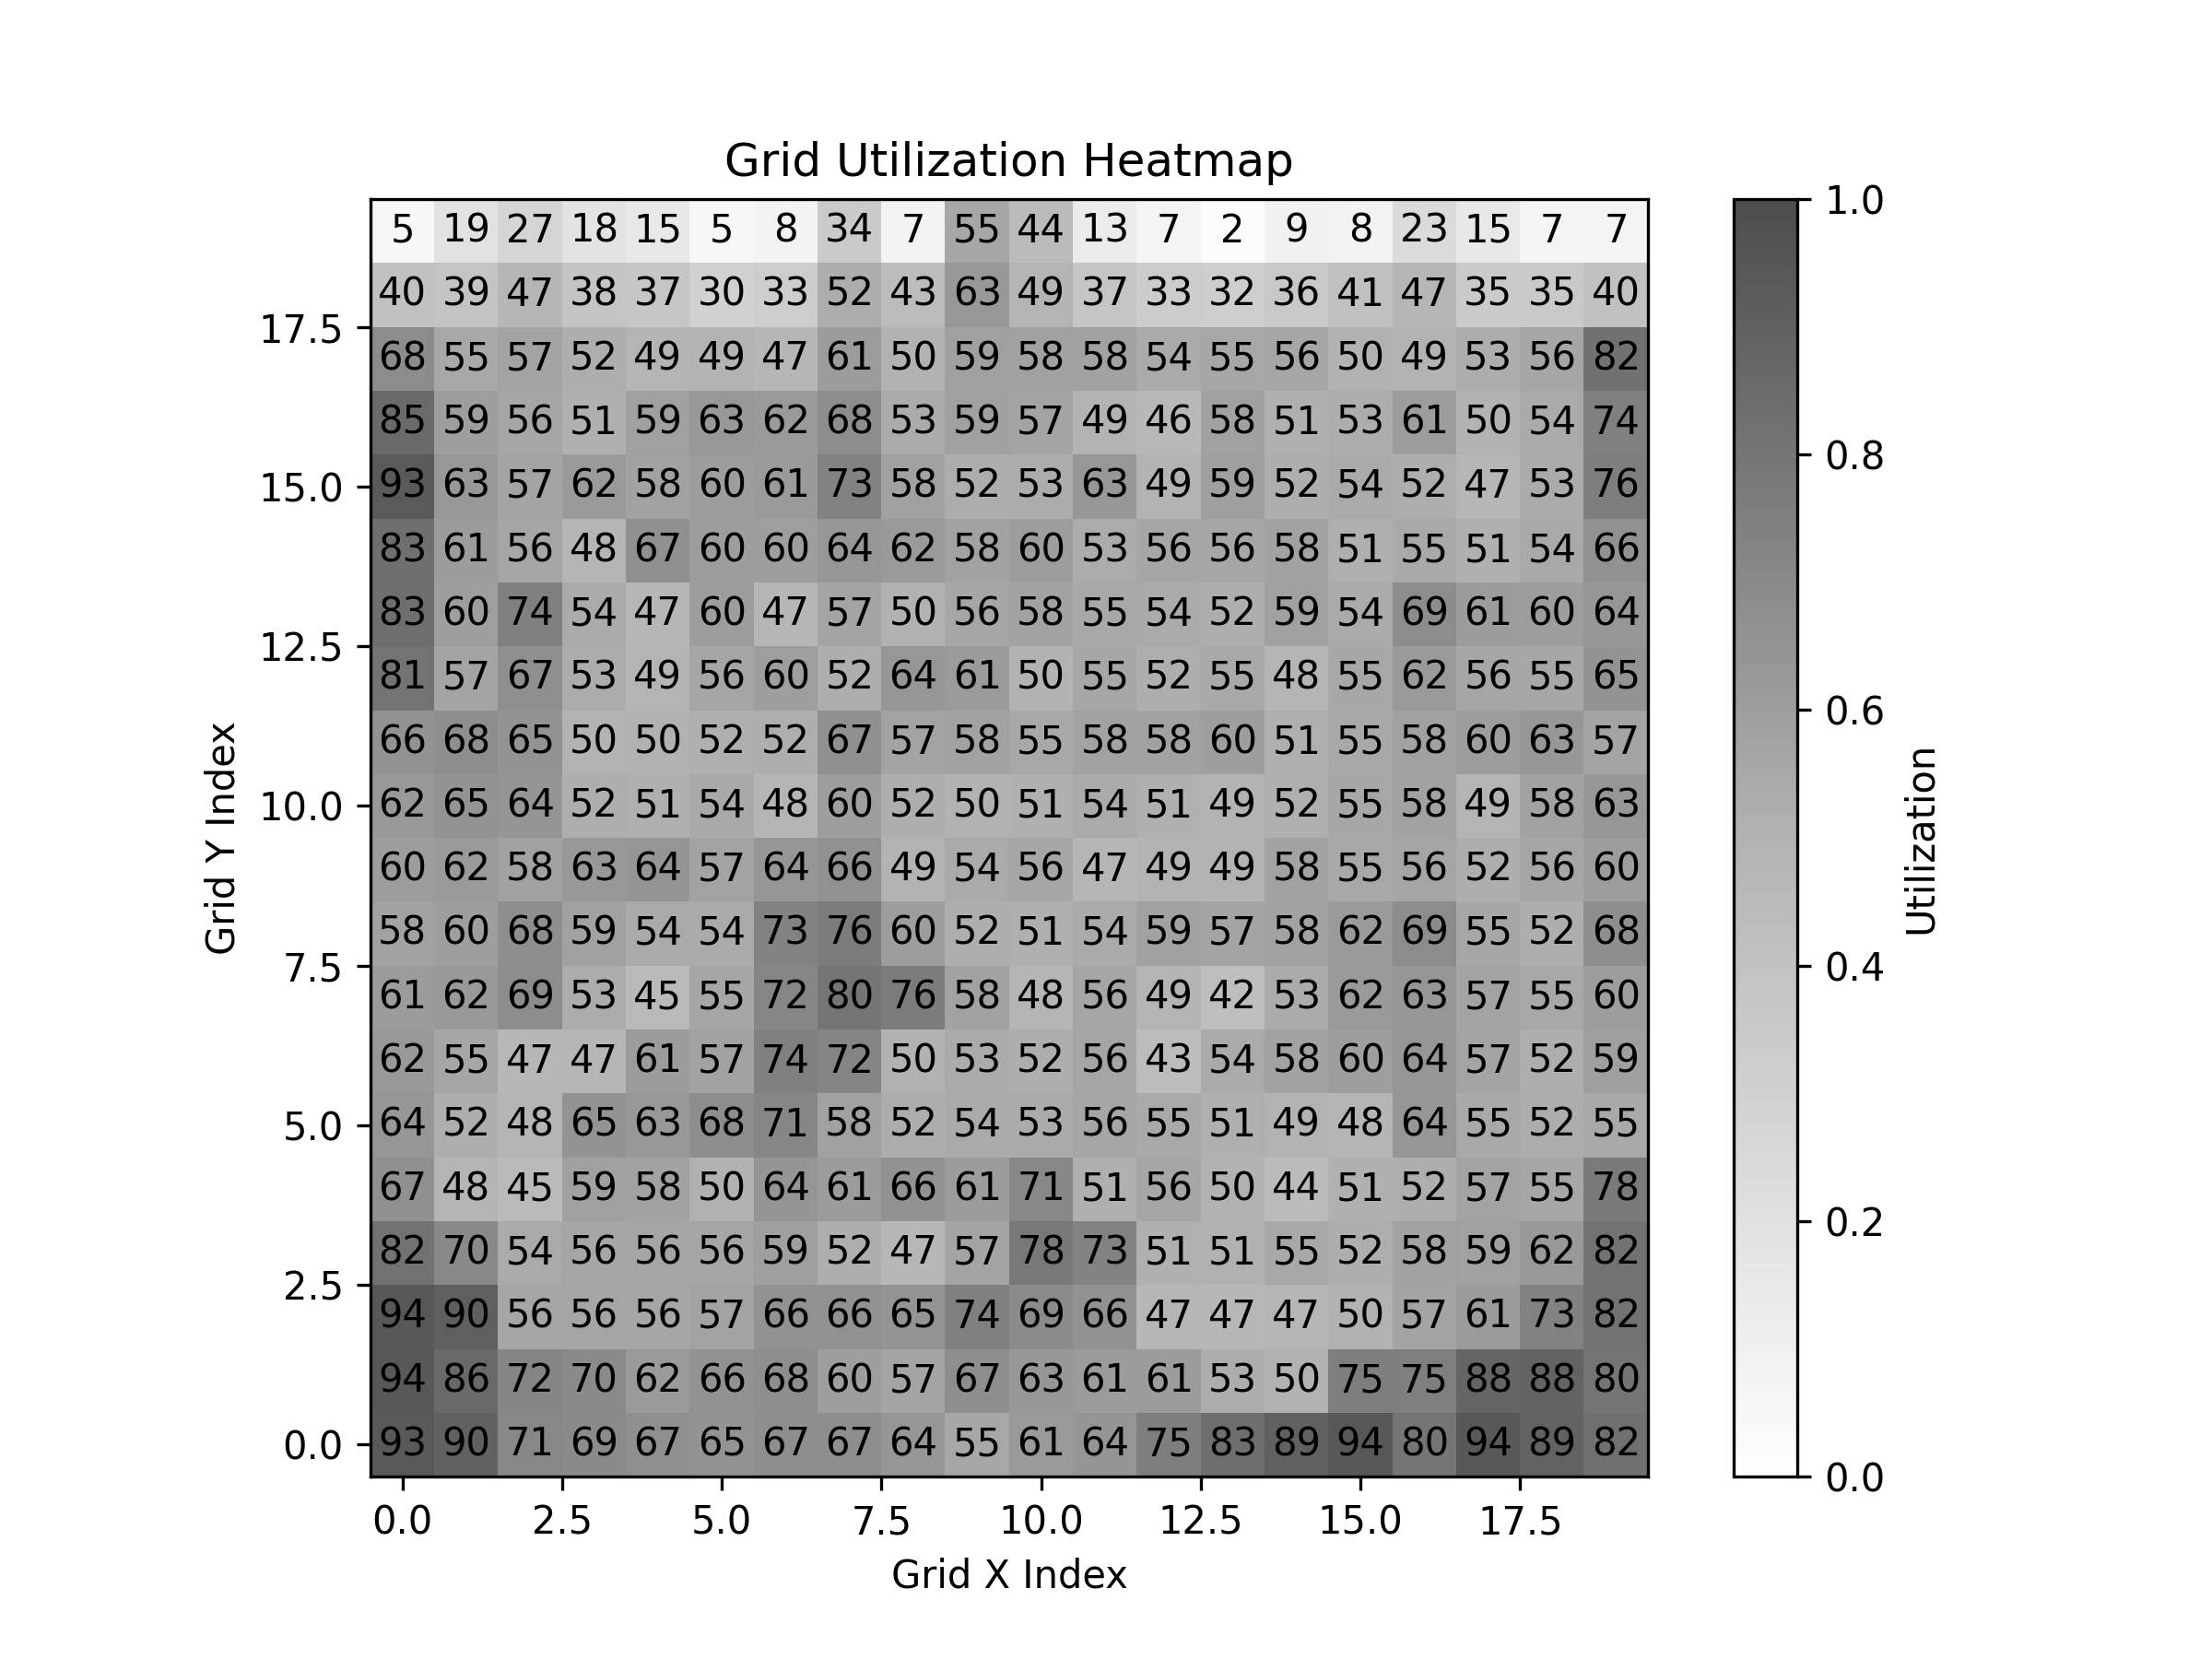 Grid Utilization Heatmap
5 19 27 18 15 5 8 34 7 55 44 13 7 2 9 8 23 15 7 7
40 39 47 38 37 30 33 52 43 63 49 37 33 32 36 41 47 35 35 40
68 55 57 52 49 49 47 61 50 59 58 58 54 55 56 50 49 53 56 82
85 59 56 51 59 63 62 68 53 59 57 49 46 58 51 53 61 50 54 74
93 63 57 62 58 60 61 73 58 52 53 63 49 59 52 54 52 47 53 76
83 61 56 48 67 60 60 64 62 58 60 53 56 56 58 51 55 51 54 66
83 60 74 54 47 60 47 57 50 56 58 55 54 52 59 54 69 61 60 64
81 57 67 53 49 56 60 52 64 61 50 55 52 55 48 55 62 56 55 65
66 68 65 50 50 52 52 67 57 58 55 58 58 60 51 55 58 60 63 57
62 65 64 52 51 54 48 60 52 50 51 54 51 49 52 55 58 49 58 63
60 62 58 63 64 57 64 66 49 54 56 47 49 49 58 55 56 52 56 60
58 60 68 59 54 54 73 76 60 52 51 54 59 57 58 62 69 55 52 68
61 62 69 53 45 55 72 80 76 58 48 56 49 42 53 62 63 57 55 60
62 55 47 47 61 57 74 72 50 53 52 56 43 54 58 60 64 57 52 59
64 52 48 65 63 68 71 58 52 54 53 56 55 51 49 48 64 55 52 55
67 48 45 59 58 50 64 61 66 61 71 51 56 50 44 51 52 57 55 78
82 70 54 56 56 56 59 52 47 57 78 73 51 51 55 52 58 59 62 82
94 90 56 56 56 57 66 66 65 74 69 66 47 47 47 50 57 61 73 82
94 86 72 70 62 66 68 60 57 67 63 61 61 53 50 75 75 88 88 80
93 90 71 69 67 65 67 67 64 55 61 64 75 83 89 94 80 94 89 82
17.5
15.0
12.5
10.0
7.5
5.0
2.5
0.0
Grid Y Index
0.0 2.5 5.0 7.5 10.0 12.5 15.0 17.5
Grid X Index
1.0
0.8
0.6
0.4
0.2
0.0
Utilization